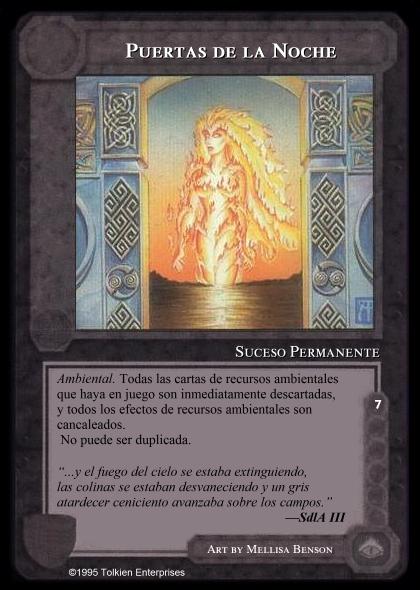 PUERTAS DE LA NOCHE
SUCESO PERMANENTE
Ambiental. Todas las cartas de recursos ambientales
que haya en juego son inmediatamente descartadas,
y todos los efectos de recursos ambientales son
cancaleados.
No puede ser duplicada.
7
“...y el fuego del cielo se estaba extinguiendo,
las colinas se estaban desvaneciendo y un gris
atardecer ceniciento avanzaba sobre los campos.”
—SdlA III
ART BY MELLISA BENSON
©1995 Tolkien Enterprises